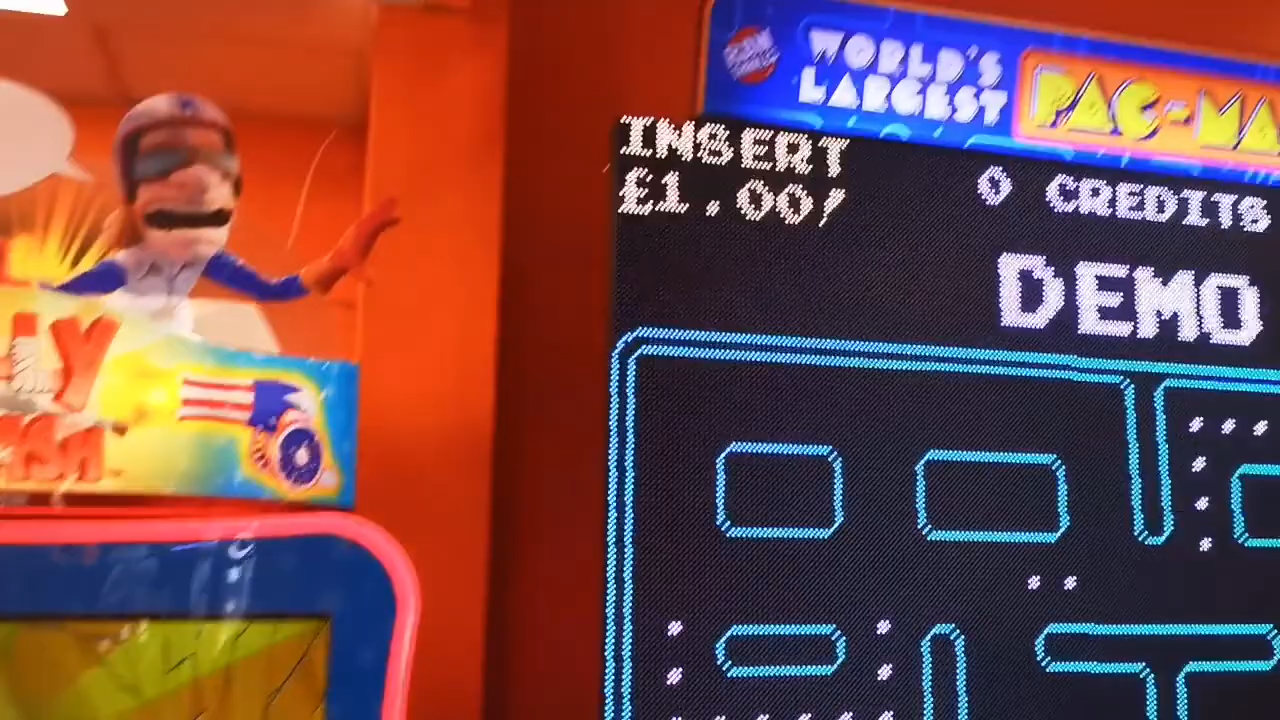 WORLD'S
LARGEST
PAC-MA
INSERT
£1.00!
0 CREDITS
DEMO